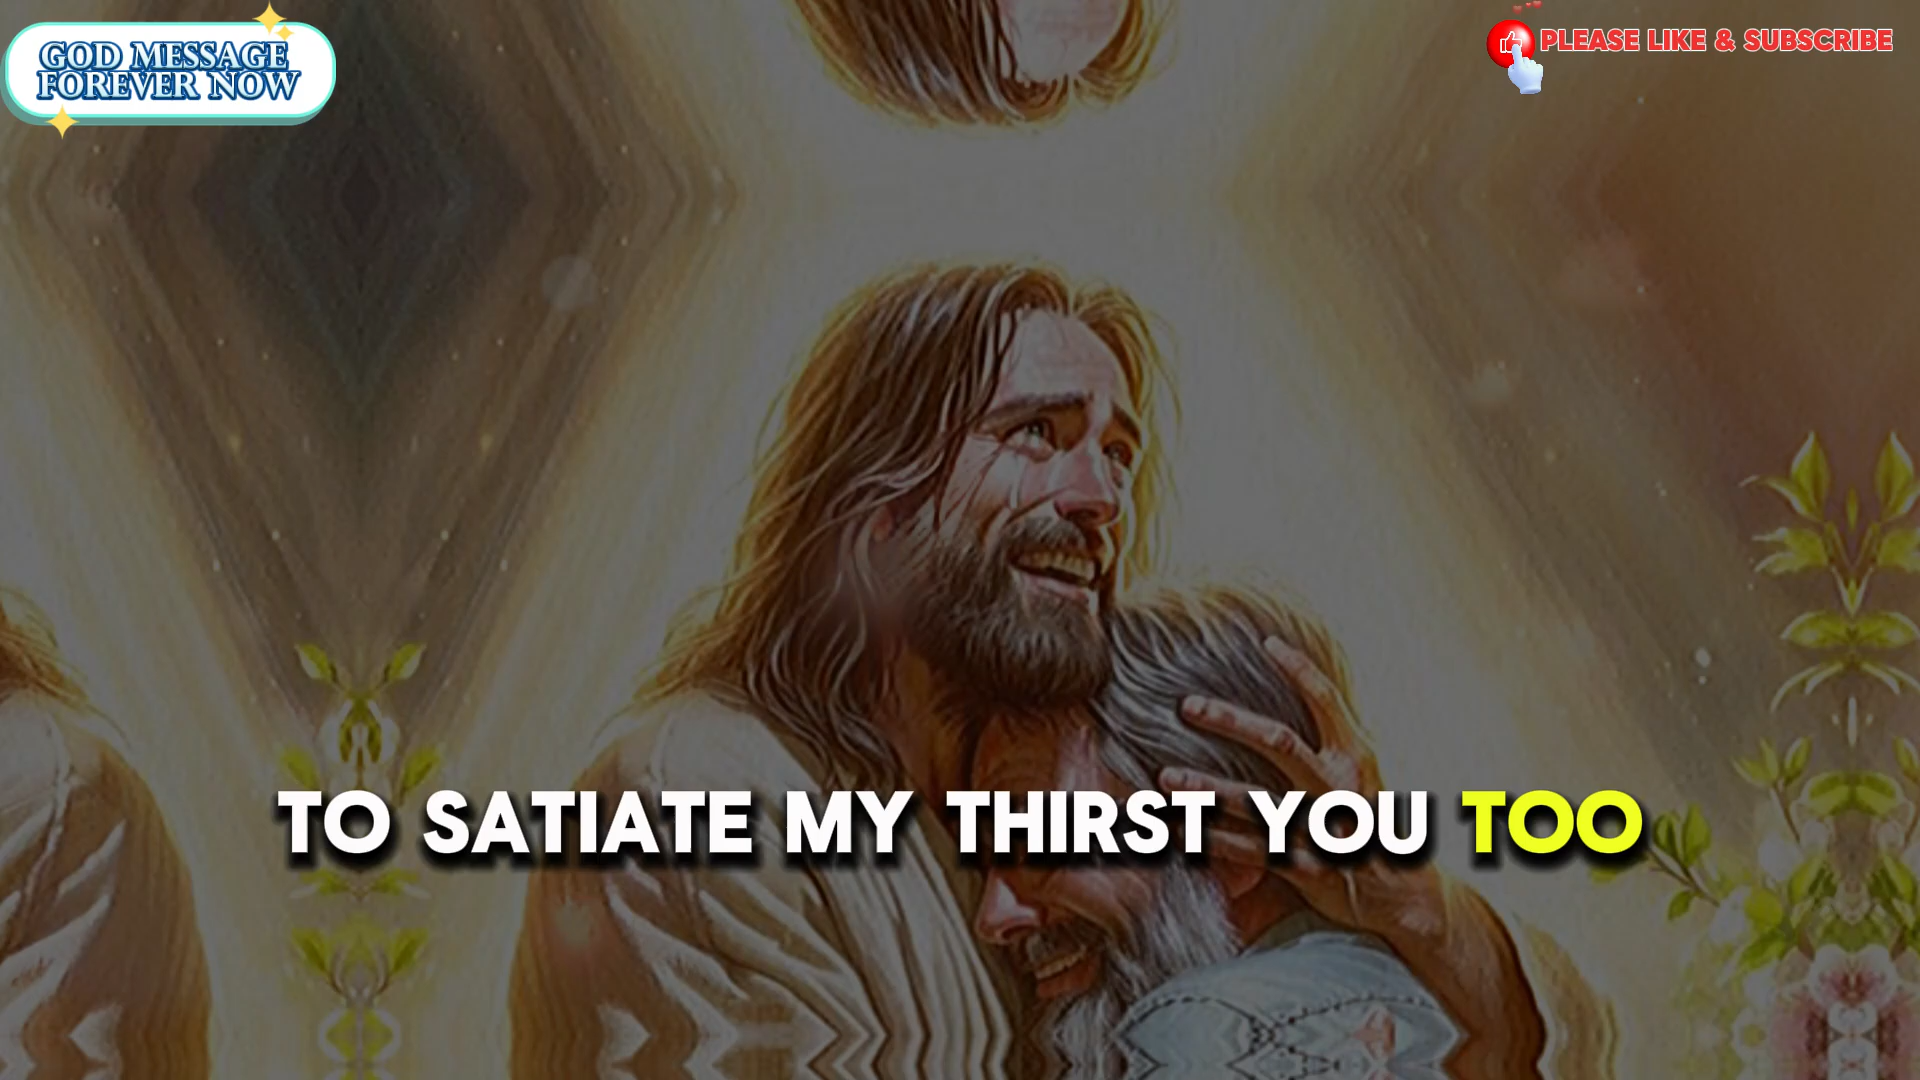 GOD MESSAGE
FOREVER NOW
PLEASE LIKE & SUBSCRIBE
TO SATIATE MY THIRST YOU TOO